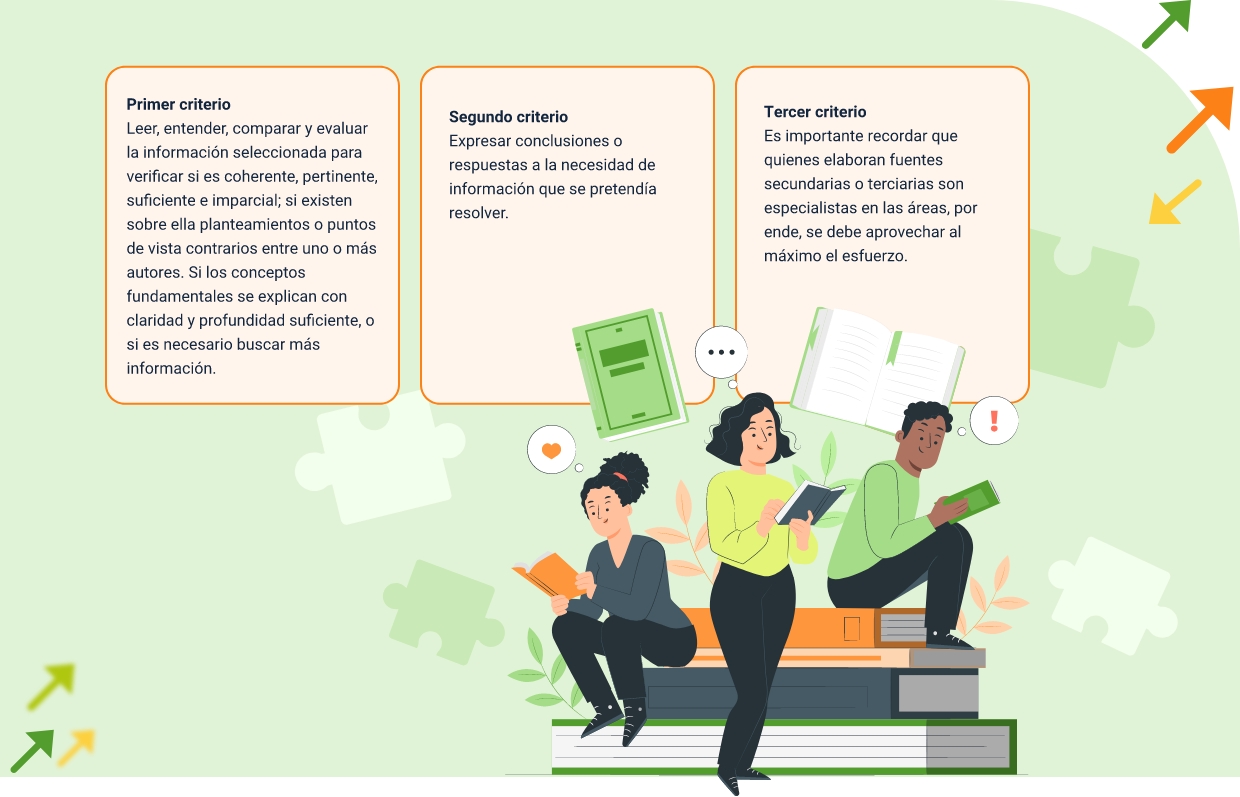 Primer criterio
Leer, entender, comparar y evaluar
la información seleccionada para
verificar si es coherente, pertinente,
suficiente e imparcial; si existen
sobre ella planteamientos o puntos
de vista contrarios entre uno o más
autores. Si los conceptos
fundamentales se explican con
claridad y profundidad suficiente, o
si es necesario buscar más
información.
Segundo criterio
Expresar conclusiones o
respuestas a la necesidad de
información que se pretendía
resolver.
Tercer criterio
Es importante recordar que
quienes elaboran fuentes
secundarias o terciarias son
especialistas en las áreas, por
ende, se debe aprovechar al
máximo el esfuerzo.